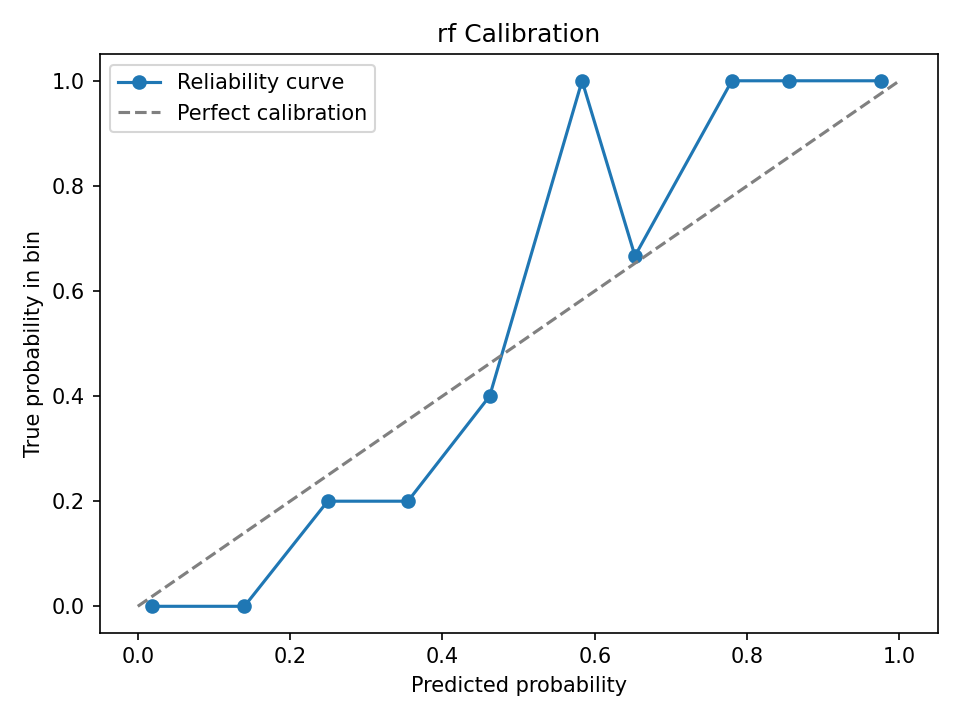 rf Calibration
Reliability curve
Perfect calibration
True probability in bin
1.0
0.8
0.6
0.4
0.2
0.0
0.0 0.2 0.4 0.6 0.8 1.0
Predicted probability